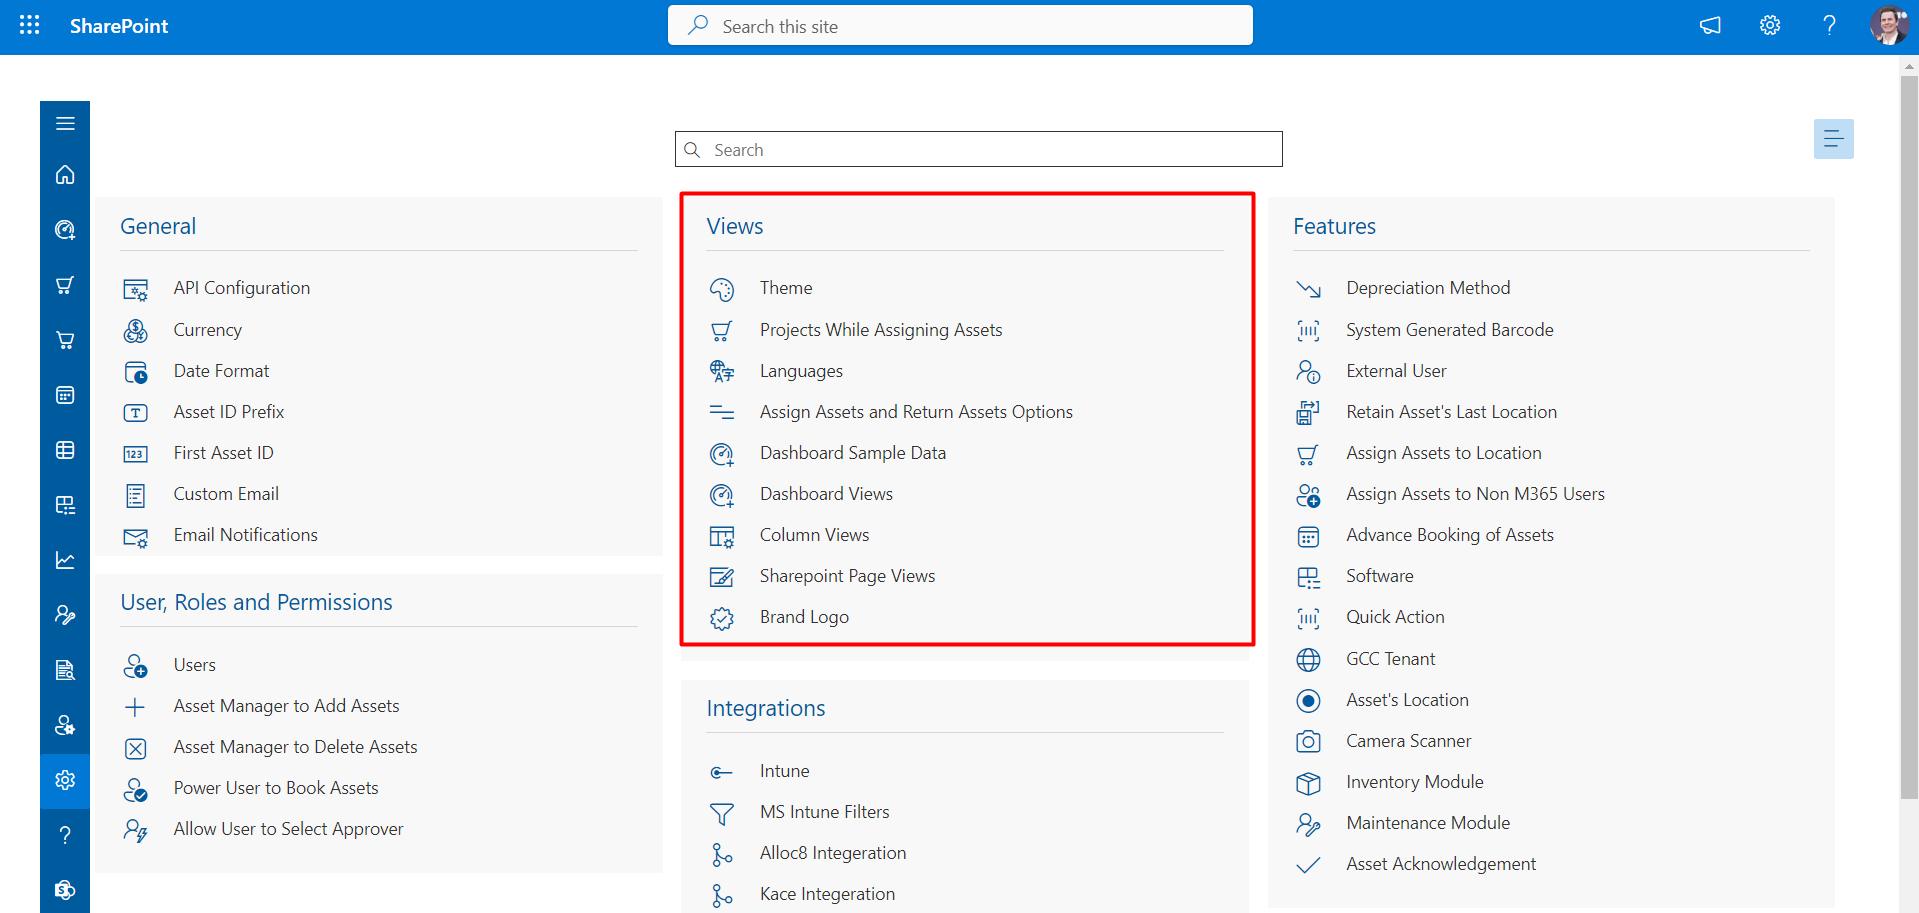 SharePoint
Search this site
Search
General
API Configuration
Currency
Date Format
Asset ID Prefix
First Asset ID
Custom Email
Email Notifications
User, Roles and Permissions
Users
Asset Manager to Add Assets
Asset Manager to Delete Assets
Power User to Book Assets
Allow User to Select Approver
Views
Theme
Projects While Assigning Assets
Languages
Assign Assets and Return Assets Options
Dashboard Sample Data
Dashboard Views
Column Views
Sharepoint Page Views
Brand Logo
Integrations
Intune
MS Intune Filters
Alloc8 Integeration
Kace Integeration
Features
Depreciation Method
System Generated Barcode
External User
Retain Asset's Last Location
Assign Assets to Location
Assign Assets to Non M365 Users
Advance Booking of Assets
Software
Quick Action
GCC Tenant
Asset's Location
Camera Scanner
Inventory Module
Maintenance Module
Asset Acknowledgement